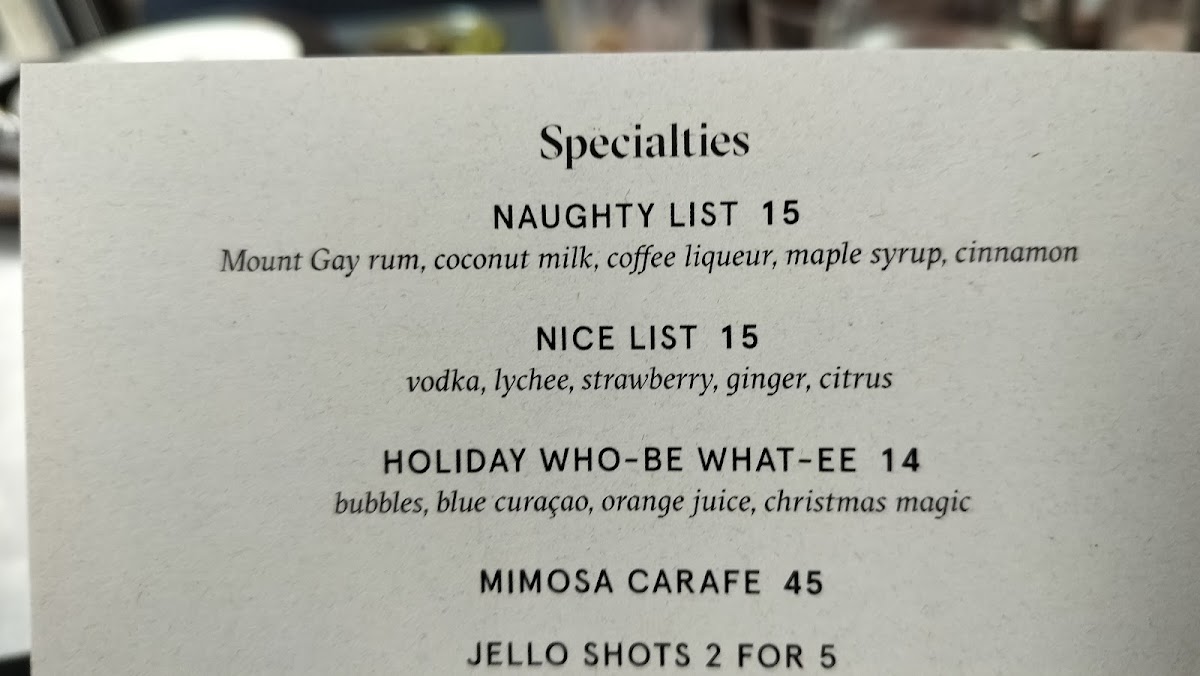 Specialties
NAUGHTY LIST 15
Mount Gay rum, coconut milk, coffee liqueur, maple syrup, cinnamon
NICE LIST 15
vodka, lychee, strawberry, ginger, citrus
HOLIDAY WHO-BE WHAT-EE 14
bubbles, blue curaçao, orange juice, christmas magic
MIMOSA CARAFE 45
JELLO SHOTS 2 FOR 5